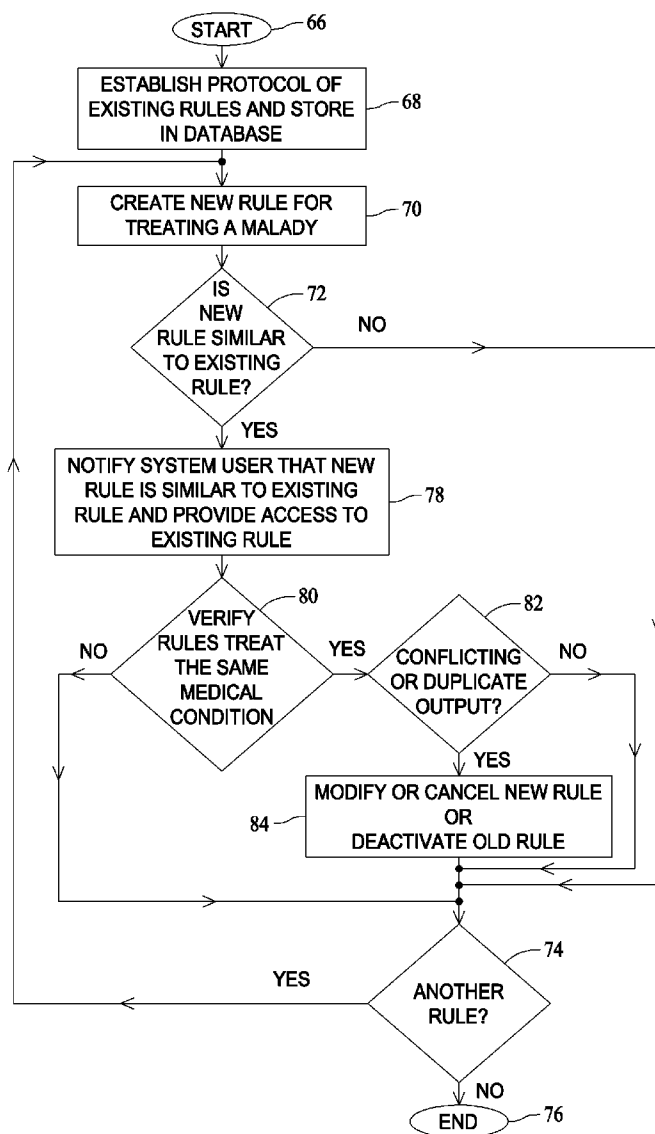 START
66
ESTABLISH PROTOCOL OF
EXISTING RULES AND STORE
IN DATABASE
68
CREATE NEW RULE FOR
TREATING A MALADY
70
IS
NEW
RULE SIMILAR
TO EXISTING
RULE?
72
NO
YES
NOTIFY SYSTEM USER THAT NEW
RULE IS SIMILAR TO EXISTING
RULE AND PROVIDE ACCESS TO
EXISTING RULE
78
VERIFY
RULES TREAT
THE SAME
MEDICAL
CONDITION
80
NO
YES
CONFLICTING
OR DUPLICATE
OUTPUT?
82
NO
YES
MODIFY OR CANCEL NEW RULE
OR
DEACTIVATE OLD RULE
84
ANOTHER
RULE?
74
YES
NO
END
76